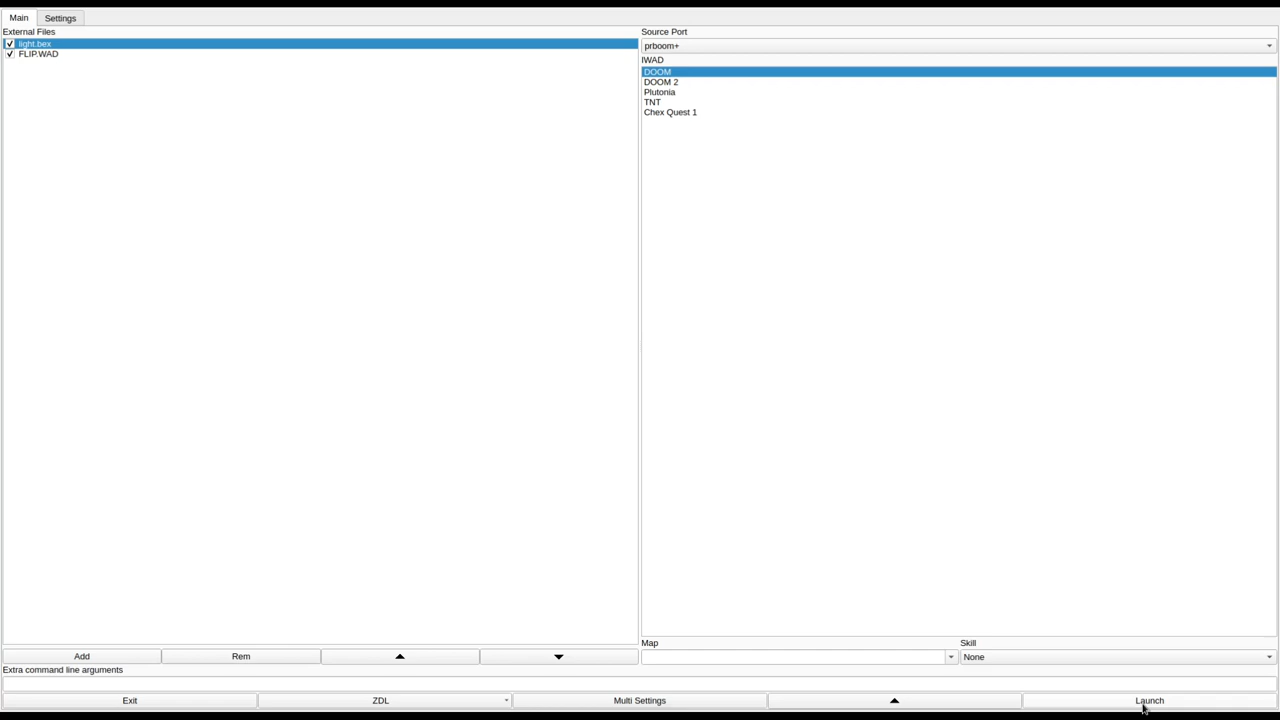 Main
Settings
External Files
light.bex
FLIP.WAD
Source Port
prboom+
IWAD
DOOM
DOOM 2
Plutonia
TNT
Chex Quest 1
Map
Skill
None
Add
Rem
Extra command line arguments
Exit
ZDL
Multi Settings
Launch